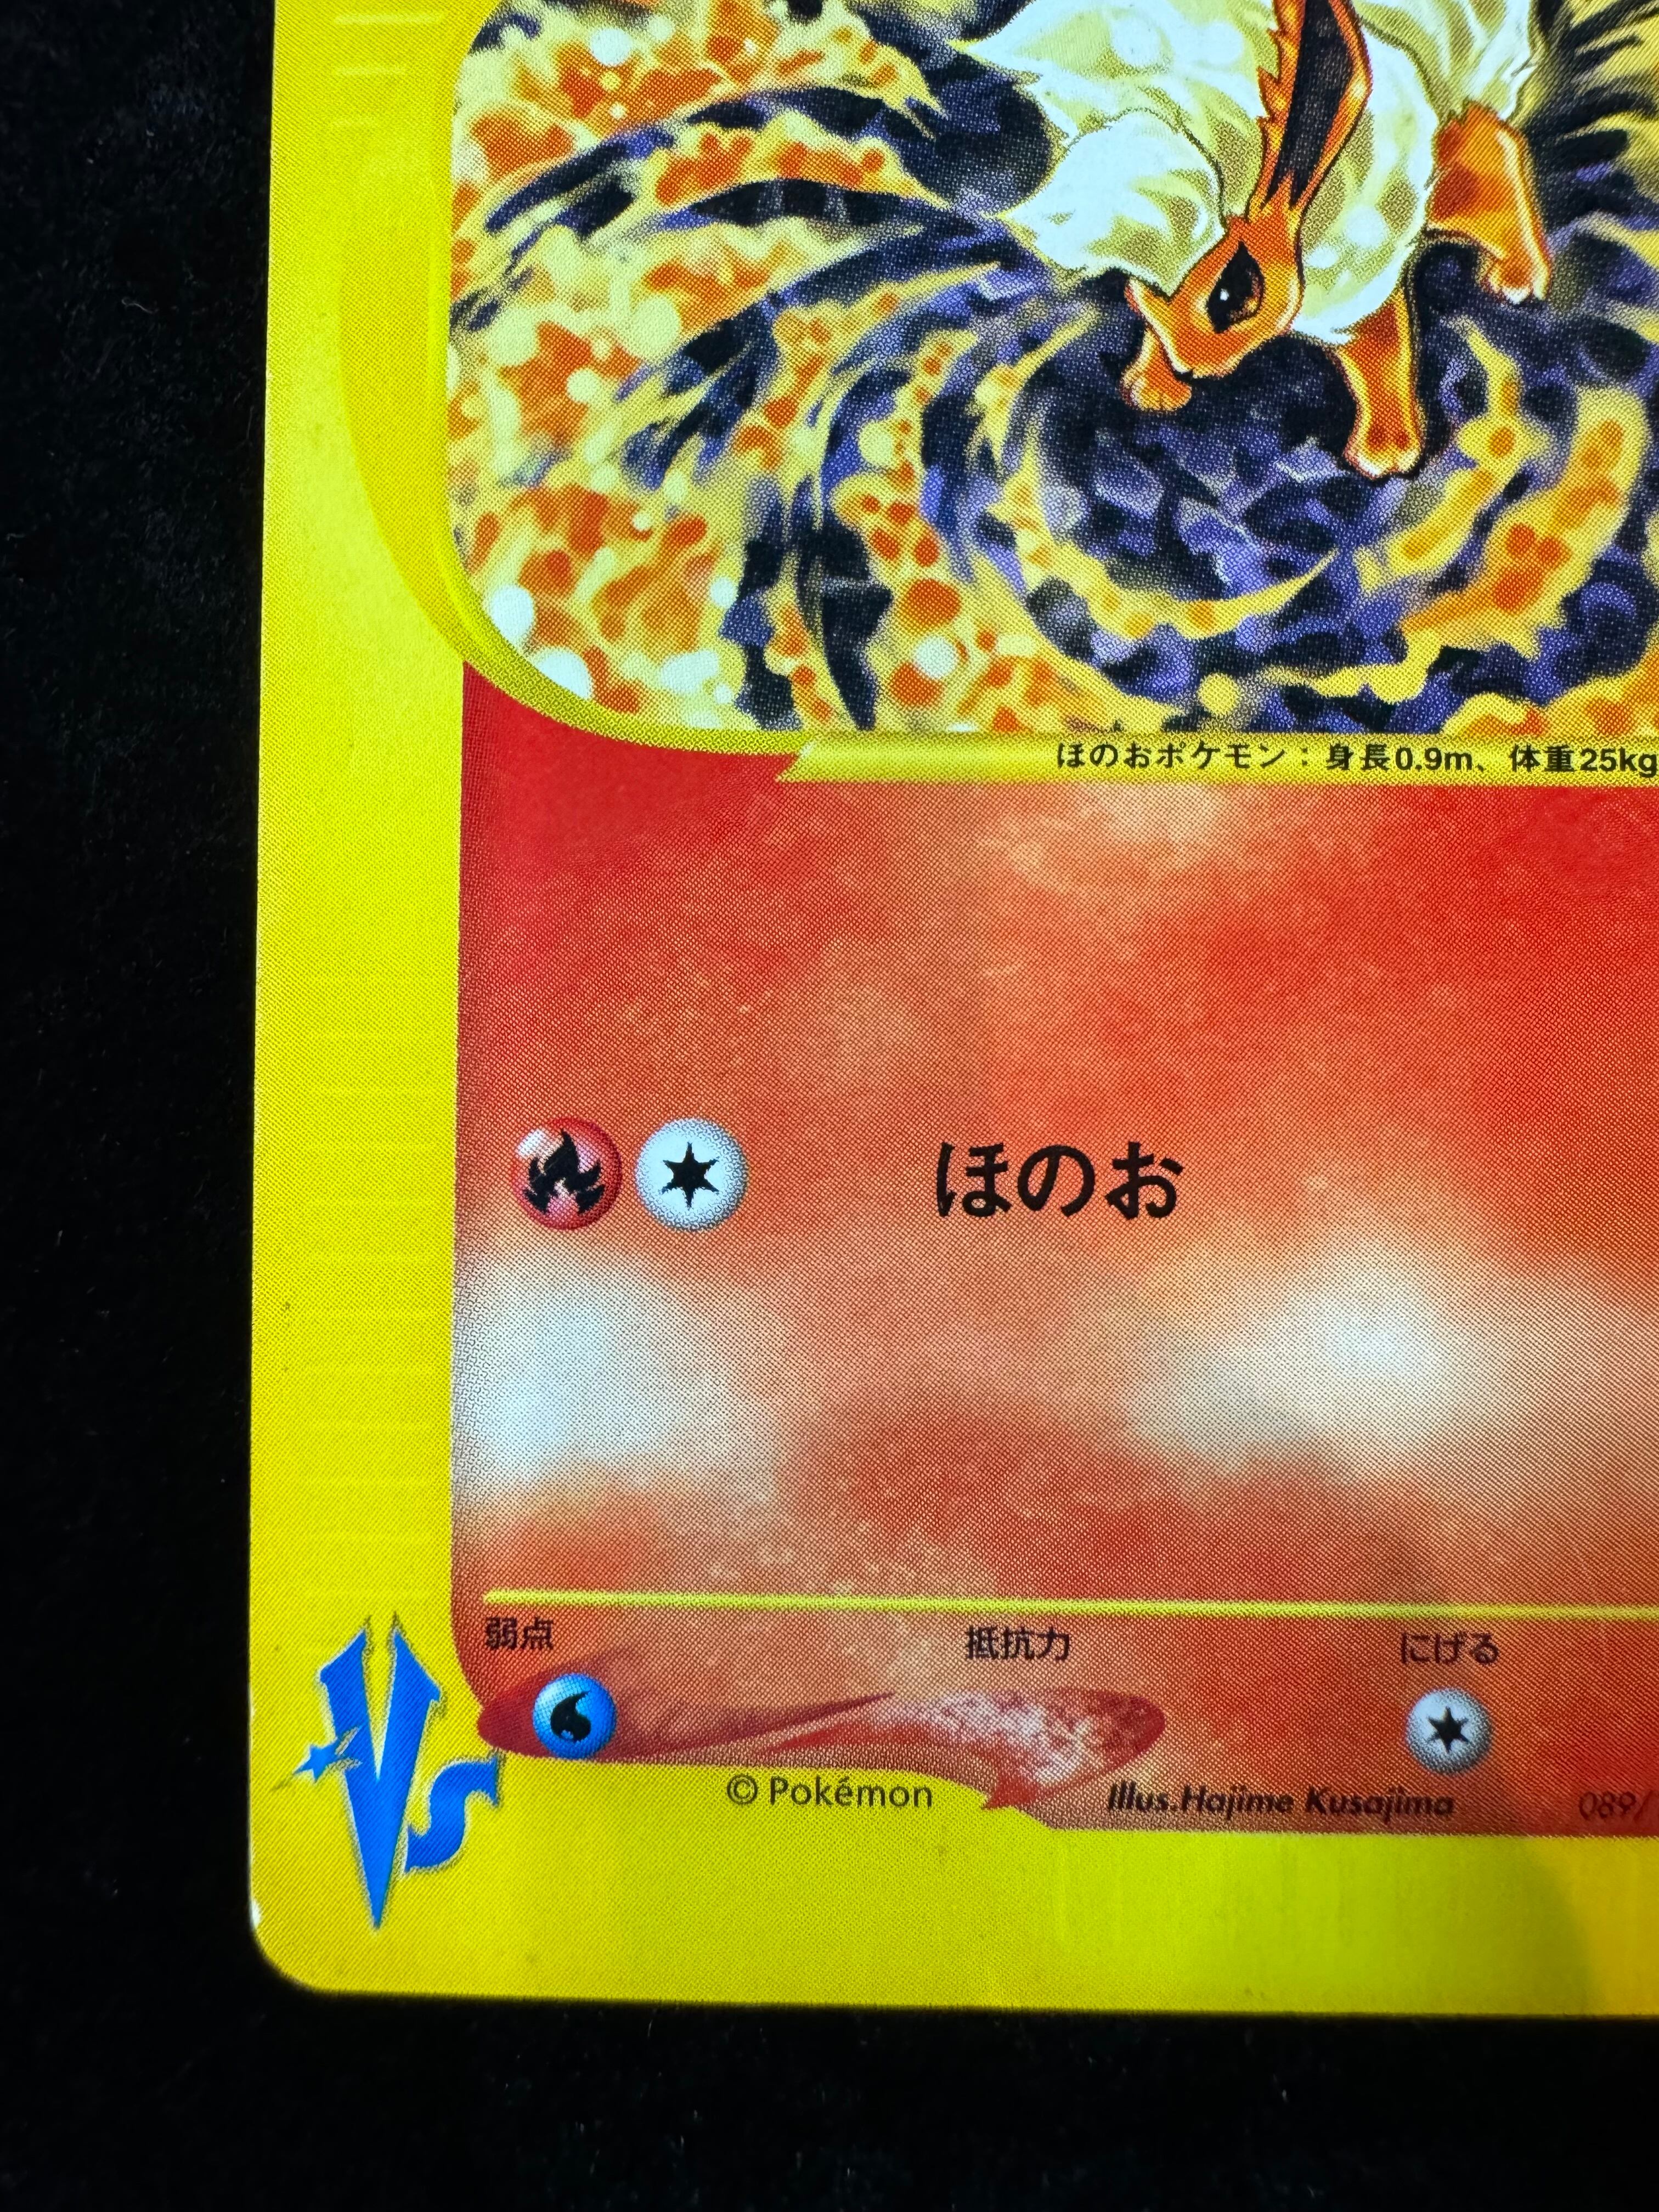 ほのおポケモン：身長0.9m、体重25kg
ほのお
弱点 抵抗力 にげる
Vs
© Pokémon Illus.Hajime Kusajima 089/